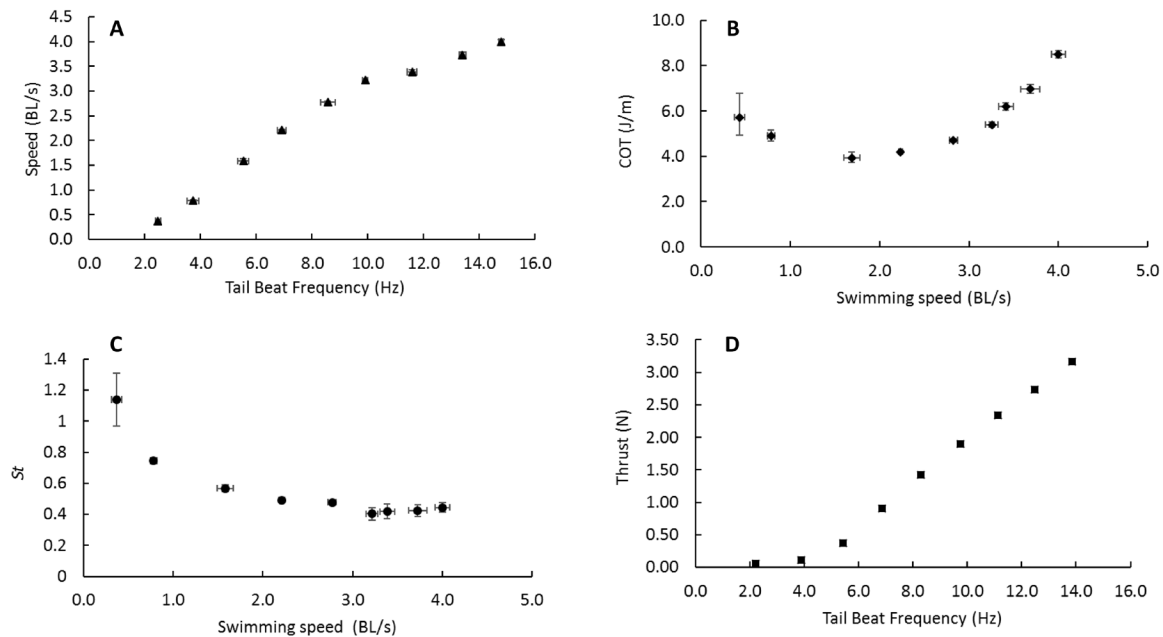 A
4.5
4.0
3.5
3.0
2.5
2.0
1.5
1.0
0.5
0.0
Speed (BL/s)
0.0 2.0 4.0 6.0 8.0 10.0 12.0 14.0 16.0
Tail Beat Frequency (Hz)
B
10.0
8.0
6.0
4.0
2.0
0.0
COT (J/m)
0.0 1.0 2.0 3.0 4.0 5.0
Swimming speed (BL/s)
C
1.4
1.2
1
0.8
0.6
0.4
0.2
0
St
0.0 1.0 2.0 3.0 4.0 5.0
Swimming speed (BL/s)
D
3.50
3.00
2.50
2.00
1.50
1.00
0.50
0.00
Thrust (N)
0.0 2.0 4.0 6.0 8.0 10.0 12.0 14.0 16.0
Tail Beat Frequency (Hz)